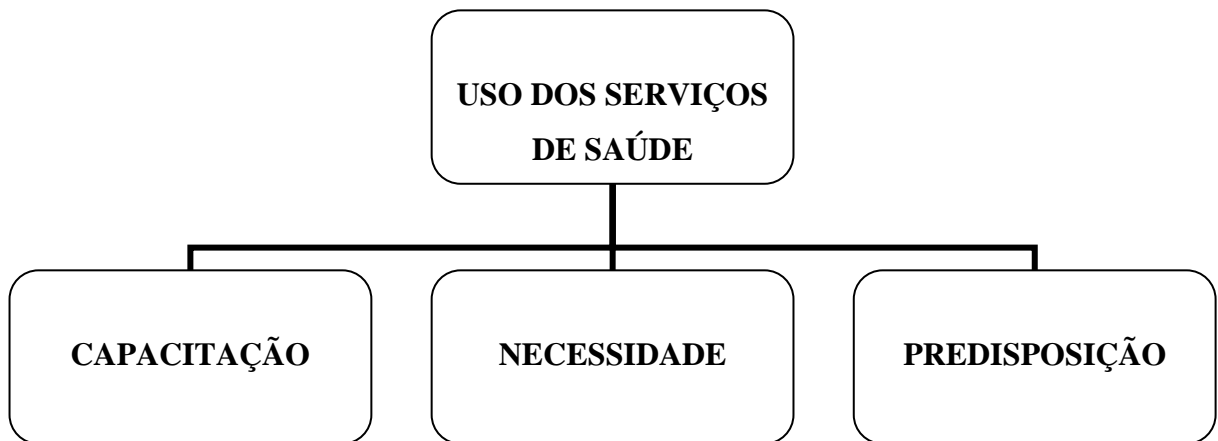 USO DOS SERVIÇOS
DE SAÚDE
CAPACITAÇÃO
NECESSIDADE
PREDISPOSIÇÃO